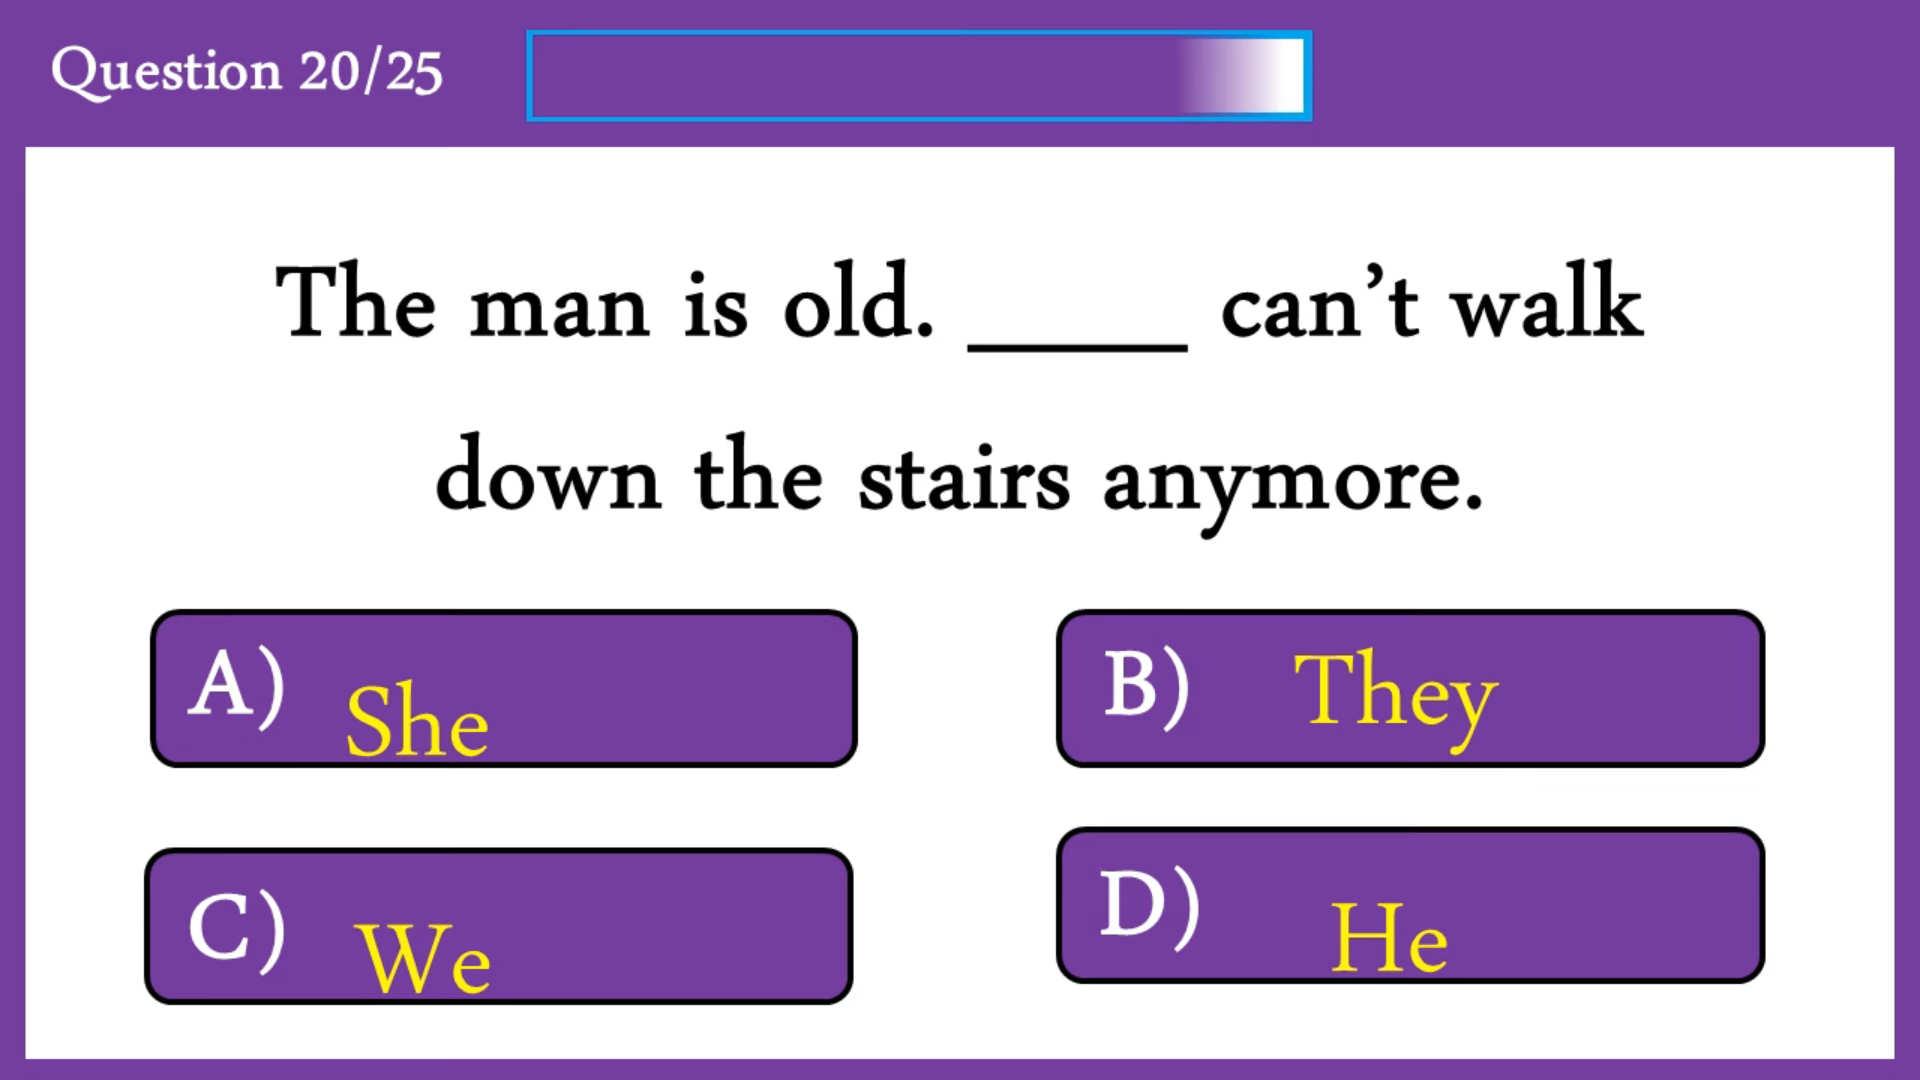 Question 20/25
The man is old. _____ can’t walk
down the stairs anymore.
A) She
B) They
C) We
D) He